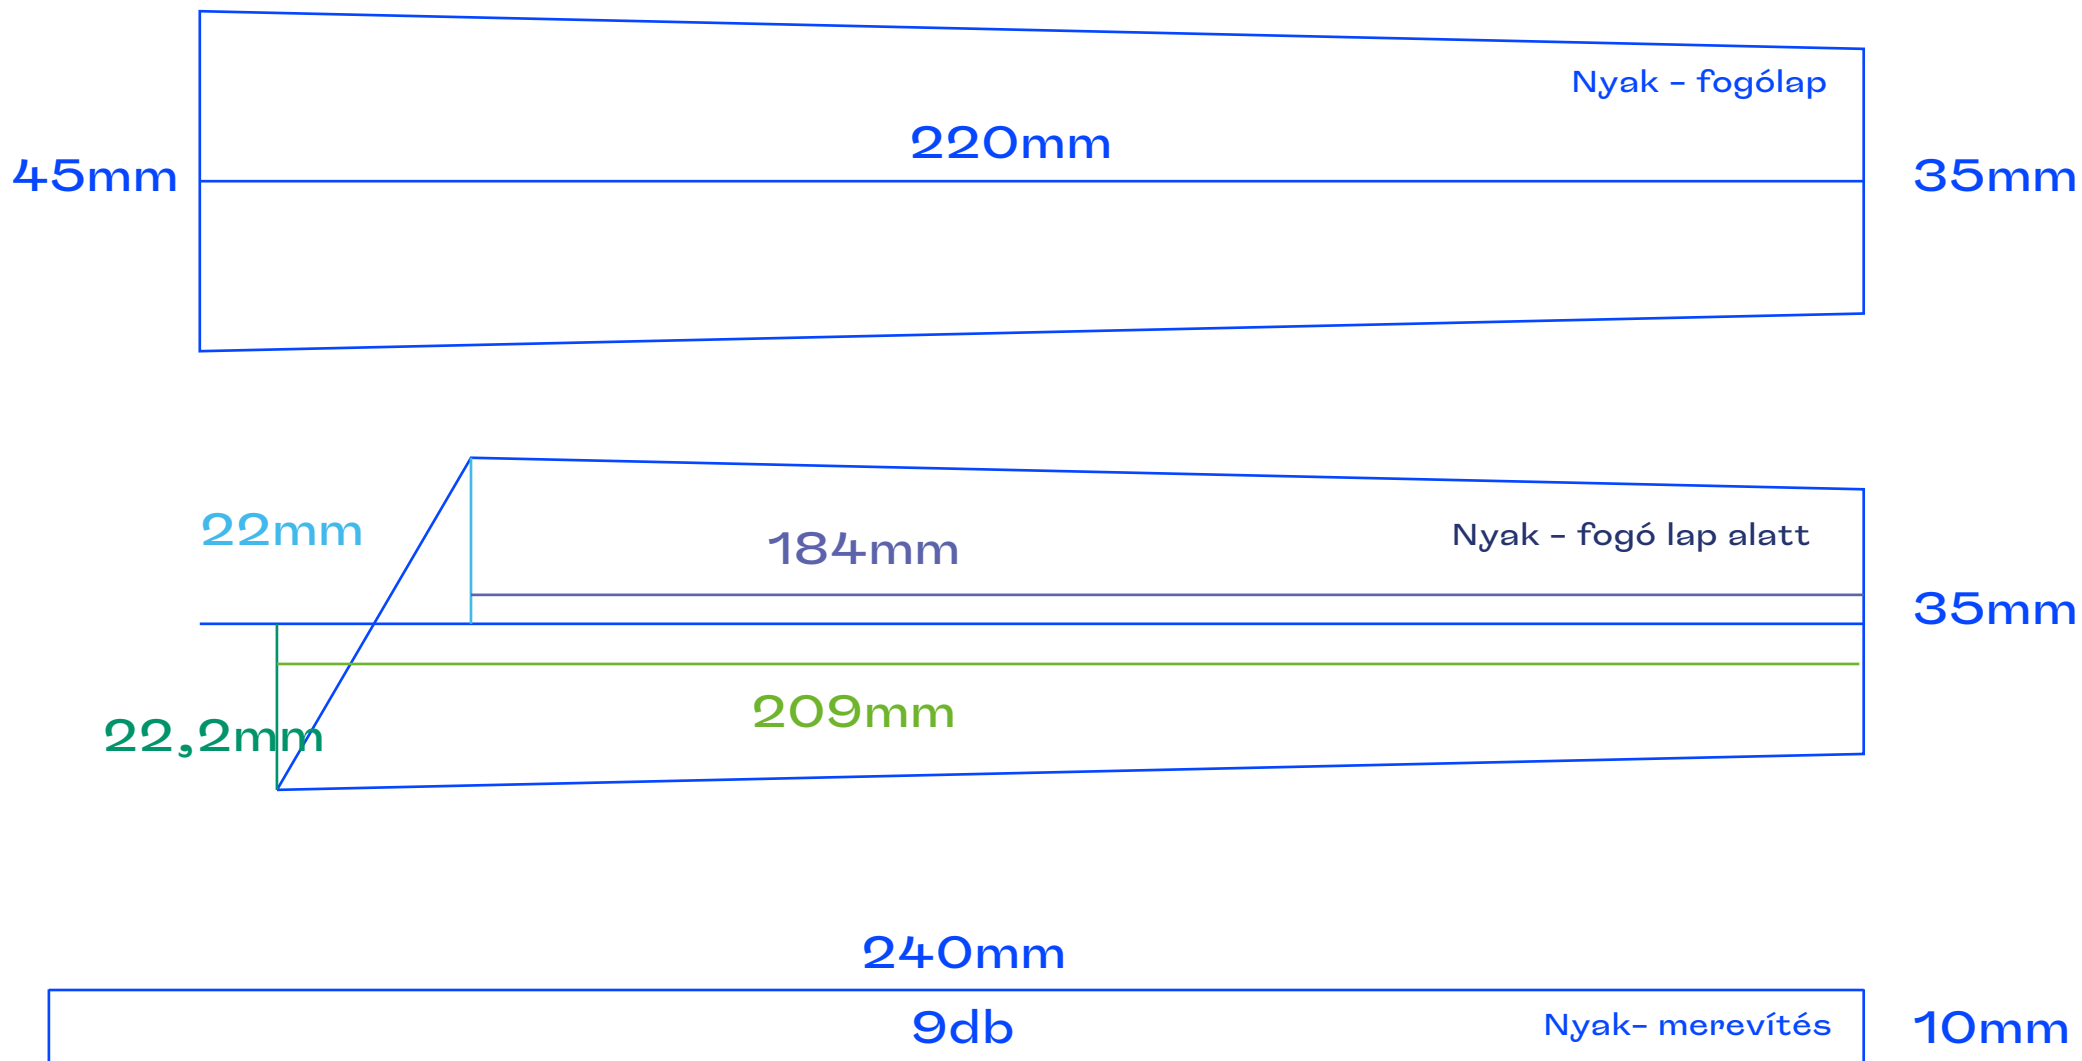 Nyak - fogólap
220mm
45mm
35mm
22mm
184mm
Nyak - fogó lap alatt
35mm
209mm
22,2mm
240mm
9db
Nyak- merevítés
10mm